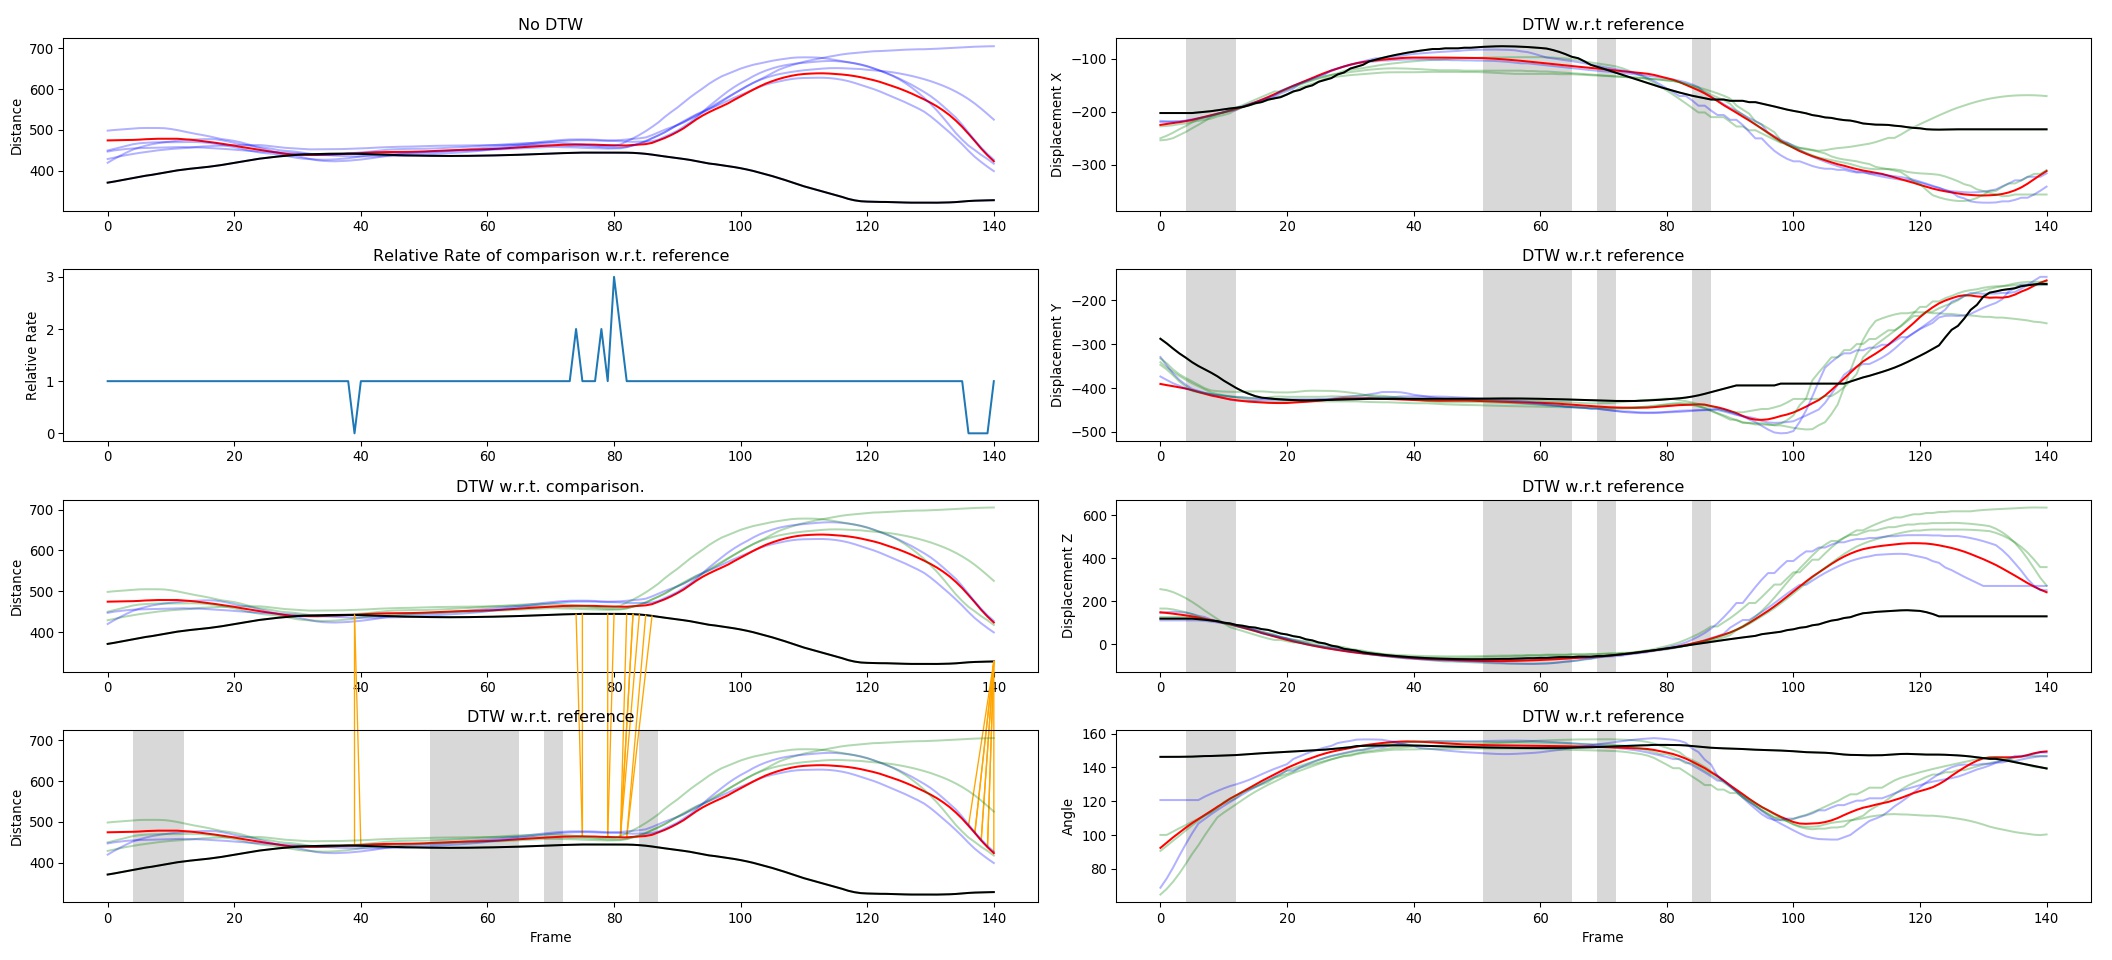 No DTW
Distance
700
600
500
400
0 20 40 60 80 100 120 140
Relative Rate of comparison w.r.t. reference
Relative Rate
3
2
1
0
0 20 40 60 80 100 120 140
DTW w.r.t. comparison.
Distance
700
600
500
400
0 20 40 60 80 100 120 140
DTW w.r.t. reference
Distance
700
600
500
400
0 20 40 60 80 100 120 140
Frame
DTW w.r.t reference
Displacement X
−100
−200
−300
0 20 40 60 80 100 120 140
DTW w.r.t reference
Displacement Y
−200
−300
−400
−500
0 20 40 60 80 100 120 140
DTW w.r.t reference
Displacement Z
600
400
200
0
0 20 40 60 80 100 120 140
DTW w.r.t reference
Angle
160
140
120
100
80
0 20 40 60 80 100 120 140
Frame